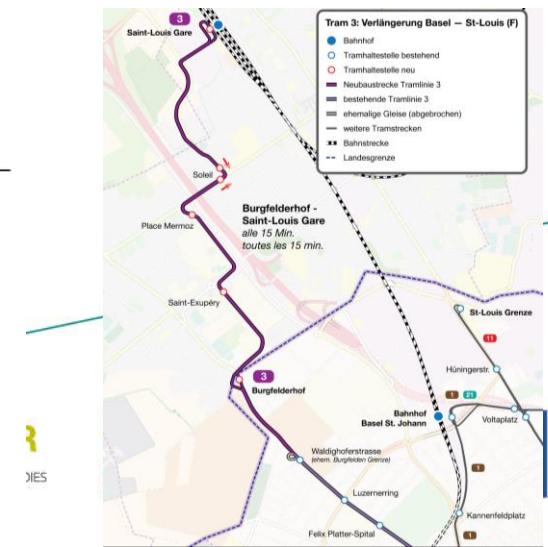 3
Saint-Louis Gare
Tram 3: Verlängerung Basel — St-Louis (F)
Bahnhof
Tramhaltestelle bestehend
Tramhaltestelle neu
Neubaustrecke Tramlinie 3
bestehende Tramlinie 3
ehemalige Gleise (abgebrochen)
weitere Tramstrecken
Bahnstrecke
Landesgrenze
Soleil
Burgfelderhof -
Saint-Louis Gare
alle 15 Min.
toutes les 15 min.
Place Mermoz
Saint-Exupéry
St-Louis Grenze
11
Hüningerstr.
3
Burgfelderhof
1 21
Bahnhof
Basel St. Johann
Voltaplatz
R
DIES
Waldighoferstrasse
(ehem. Burgfelden Grenze)
1
Luzernerring
Kannenfeldplatz
Felix Platter-Spital
1